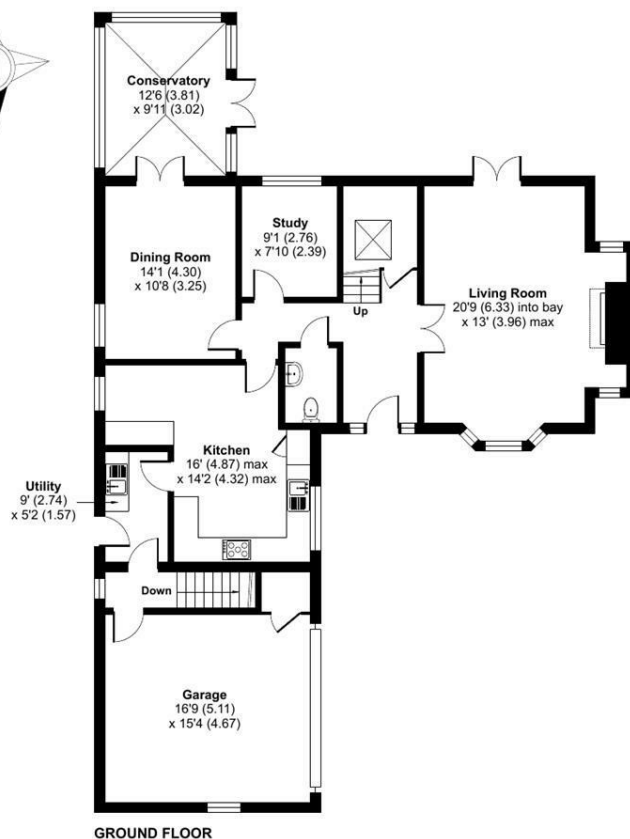 Conservatory
12'6 (3.81)
x 9'11 (3.02)
Study
9'1 (2.76)
x 7'10 (2.39)
Dining Room
14'1 (4.30)
x 10'8 (3.25)
Up
Living Room
20'9 (6.33) into bay
x 13' (3.96) max
Kitchen
16' (4.87) max
x 14'2 (4.32) max
Utility
9' (2.74)
x 5'2 (1.57)
Down
Garage
16'9 (5.11)
x 15'4 (4.67)
GROUND FLOOR